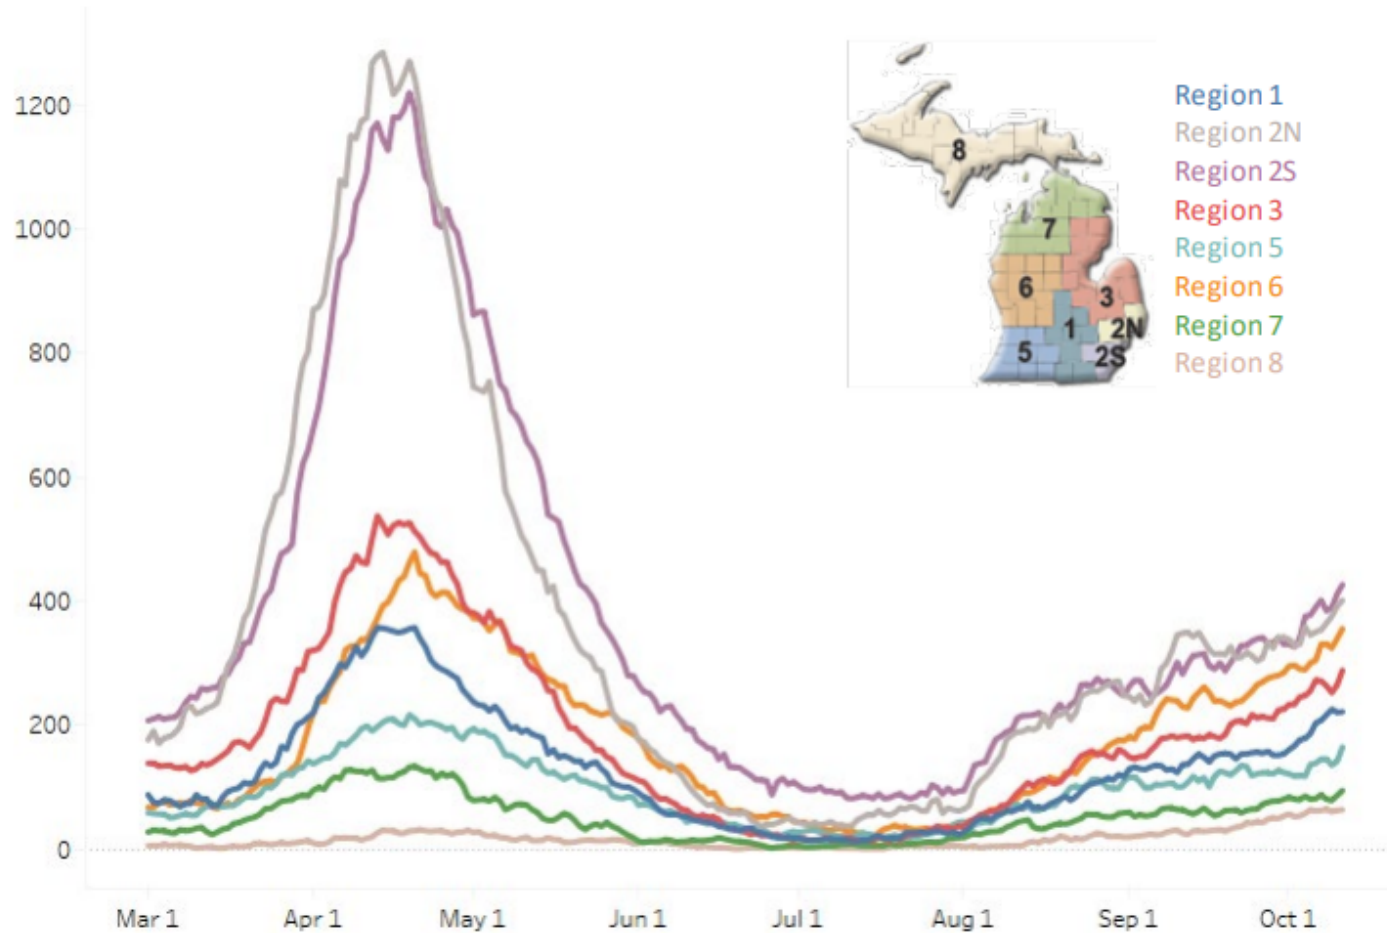 1200
1000
800
600
400
200
0
Mar 1
Apr 1
May 1
Jun 1
Jul 1
Aug 1
Sep 1
Oct 1
8
7
6
3
1
2N
5
2S
Region 1
Region 2N
Region 2S
Region 3
Region 5
Region 6
Region 7
Region 8